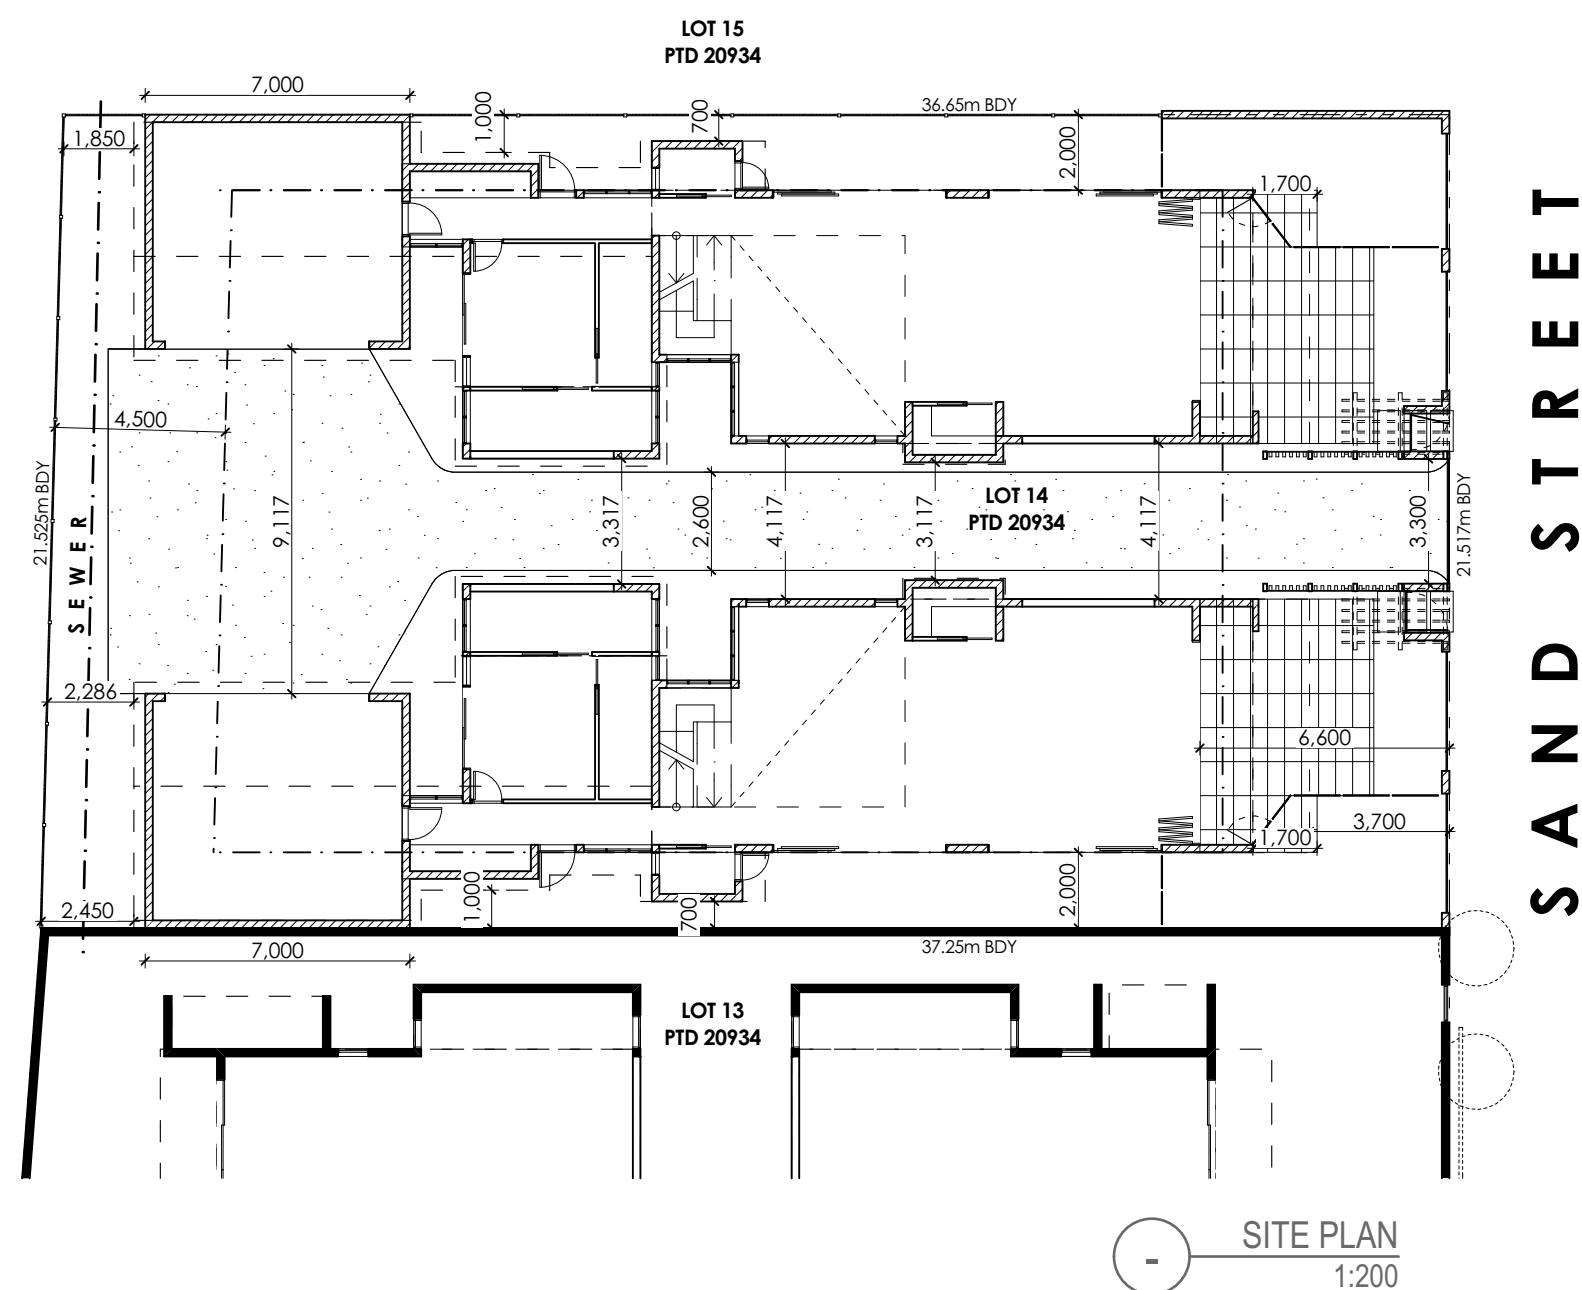 LOT 15
PTD 20934
7,000
1,000
700
36.65m BDY
1,850
2,000
1,700
4,500
21.525m BDY
SEWER
9,117
3,317
2,600
4,117
3,117
LOT 14
PTD 20934
4,117
3,300
21.517m BDY
SAND STREET
2,286
6,600
1,700
3,700
2,450
1,000
700
2,000
7,000
37.25m BDY
LOT 13
PTD 20934
-
SITE PLAN
1:200